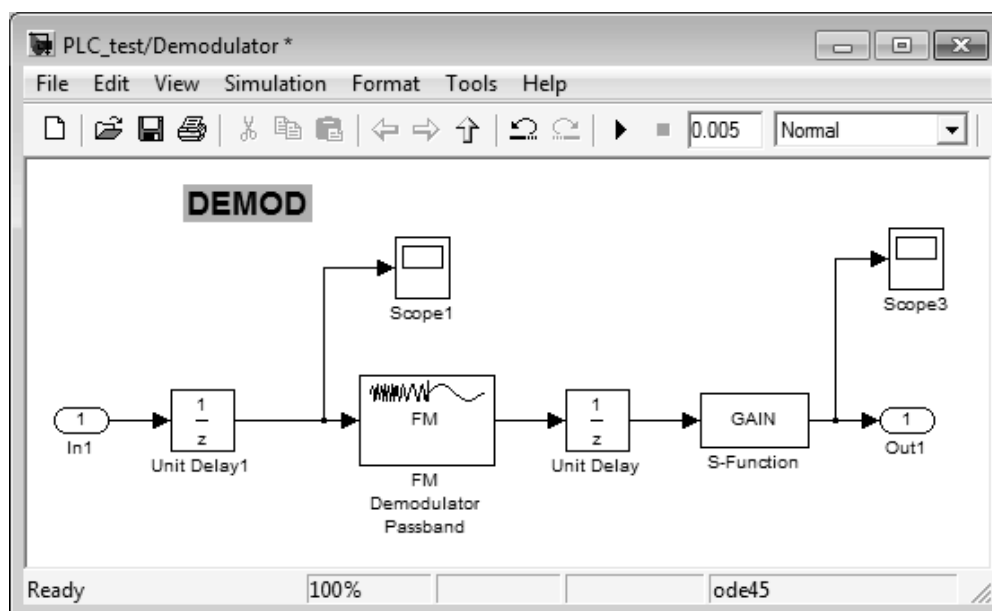 PLC_test/Demodulator *
File Edit View Simulation Format Tools Help
0.005 Normal
DEMOD
Scope1
Scope3
1
In1
1
z
Unit Delay1
FM
FM
Demodulator
Passband
1
z
Unit Delay
GAIN
S-Function
1
Out1
Ready 100% ode45